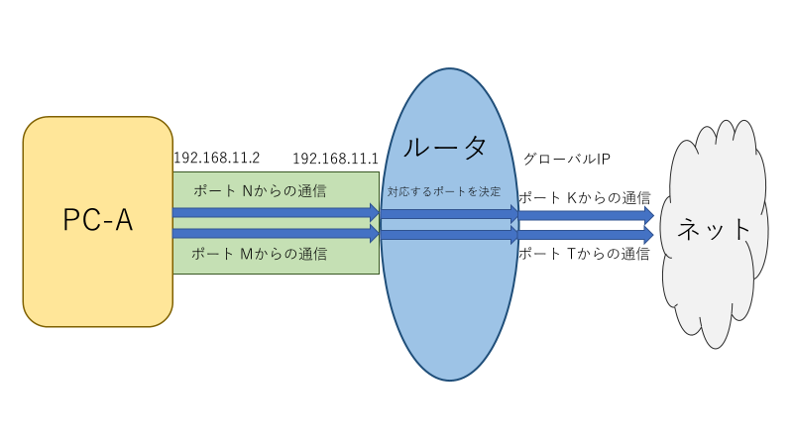 PC-A
192.168.11.2
192.168.11.1
ポート Nからの通信
ポート Mからの通信
ルータ
対応するポートを決定
グローバルIP
ポート Kからの通信
ポート Tからの通信
ネット